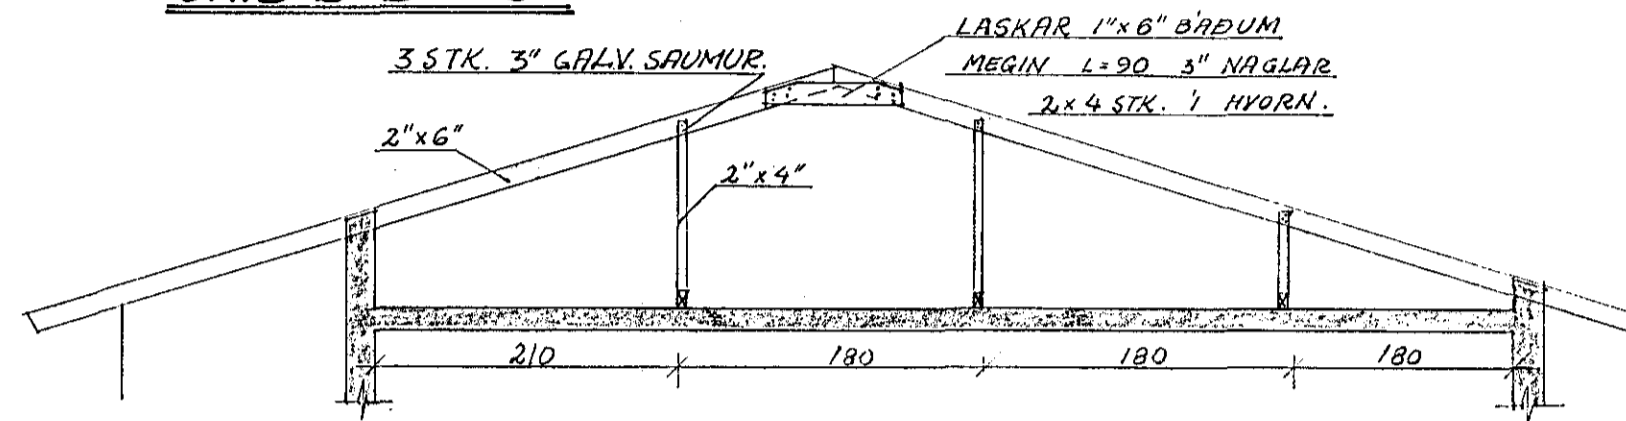 LASKAR 1"x6" BÁÐUM
3 STK. 3" GALV. SAUMUR.
MEGIN L=90 3" NAGLAR
2x4 STK. Í HVORN.
2"x6"
2"x4"
210 180 180 180